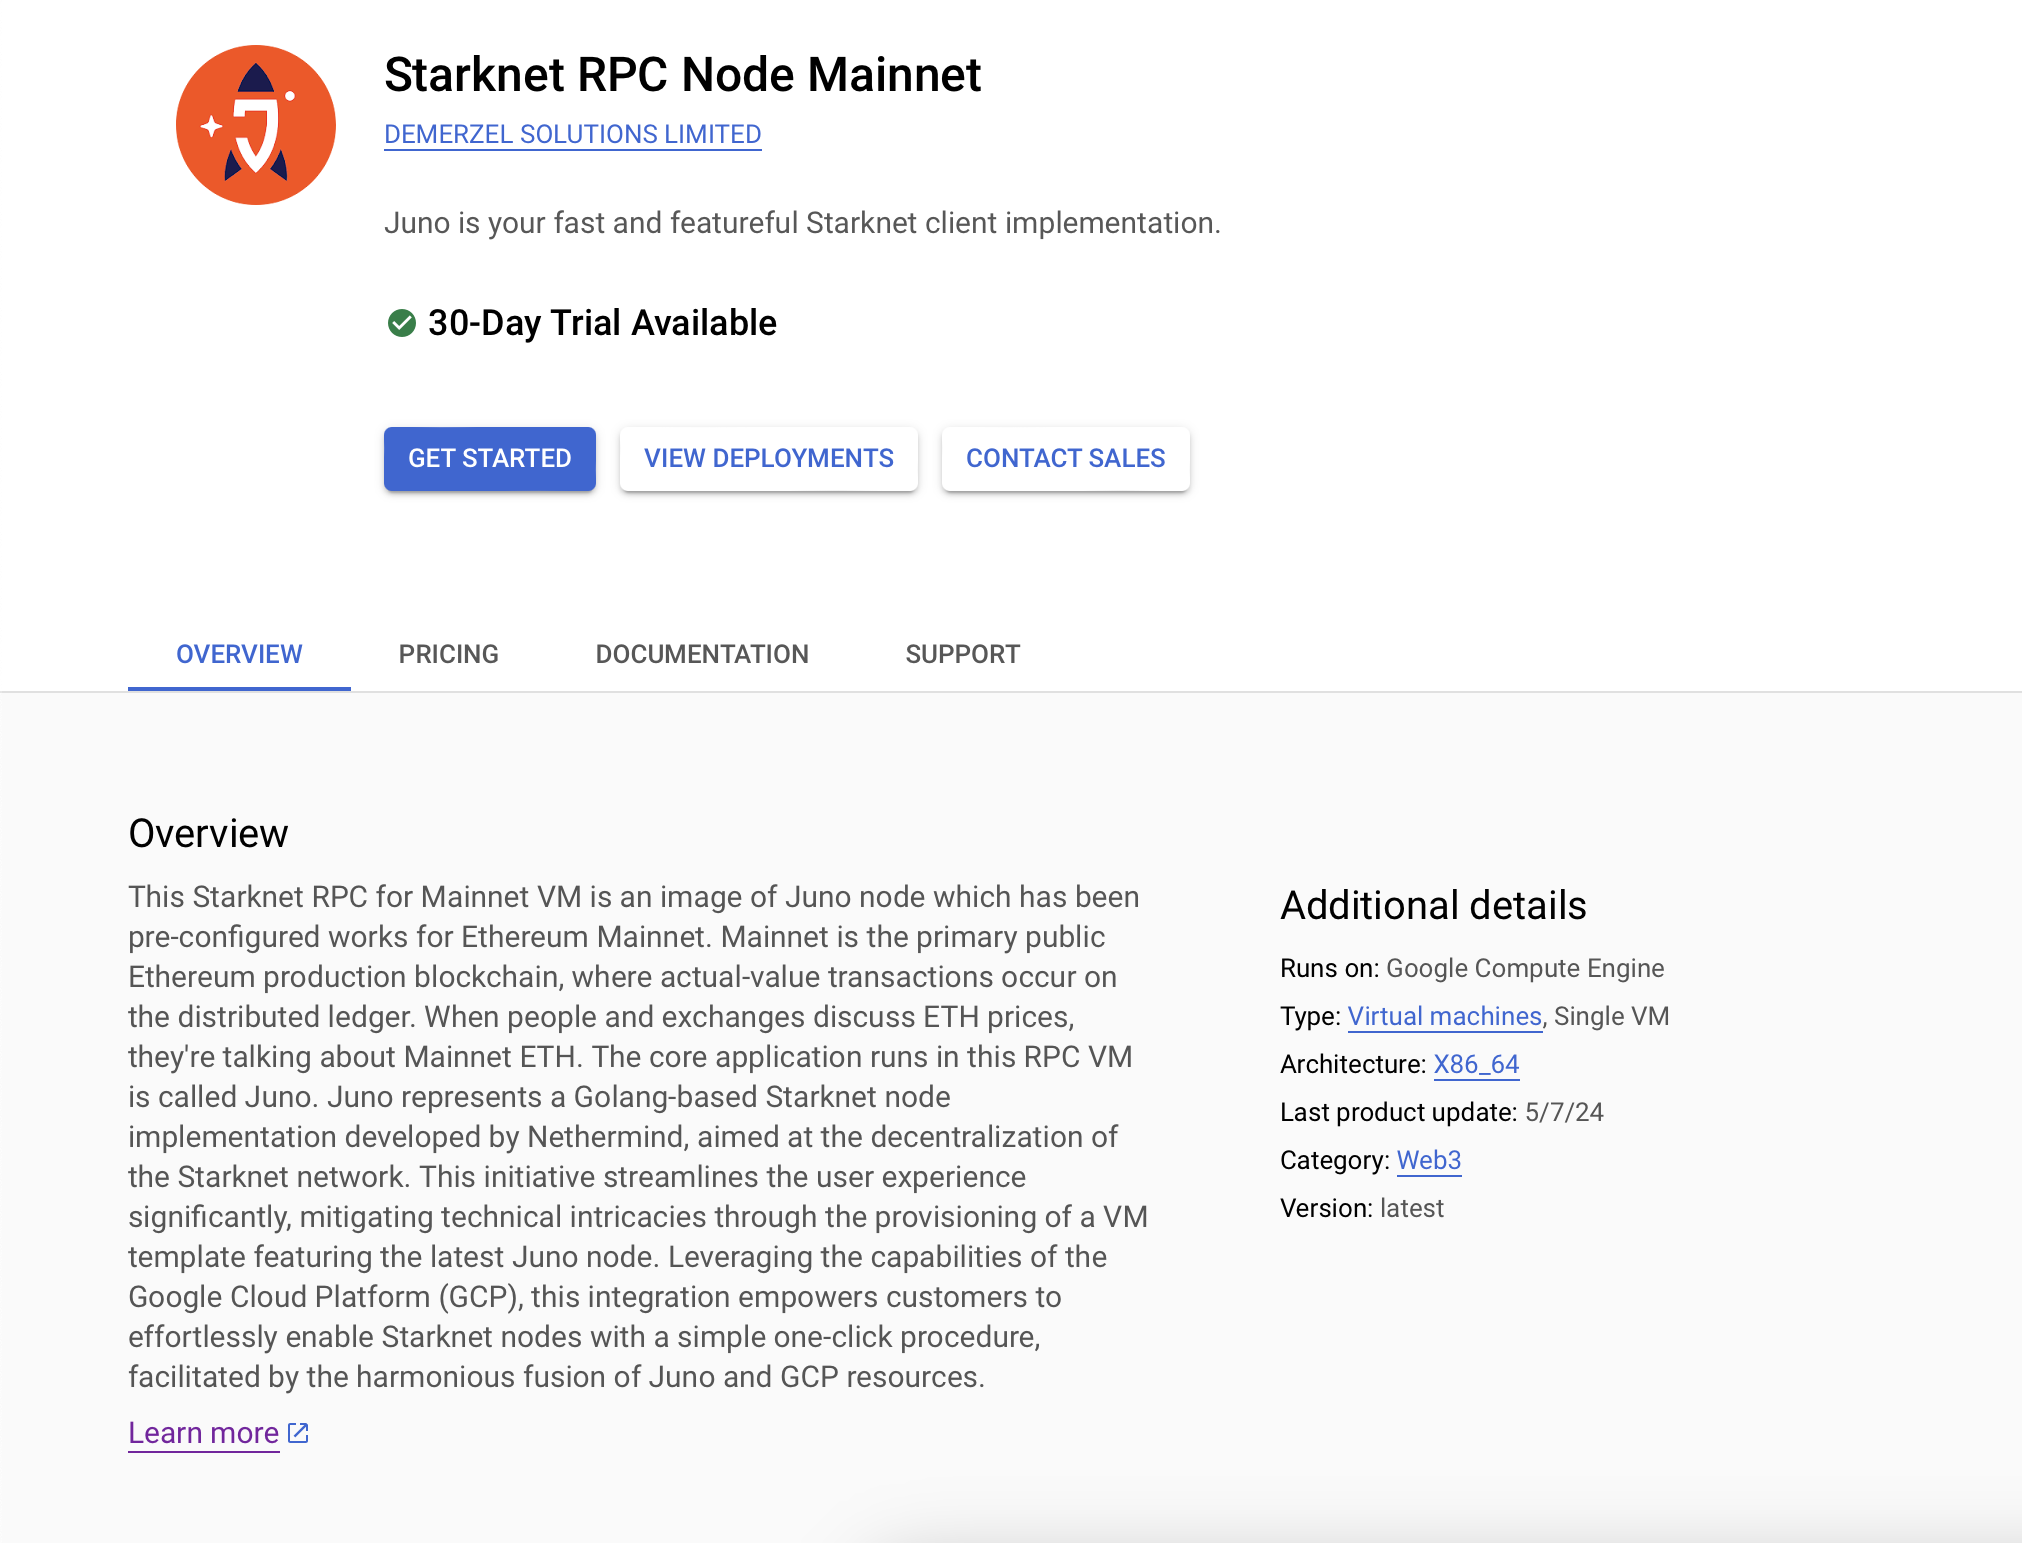 Starknet RPC Node Mainnet
DEMERZEL SOLUTIONS LIMITED
Juno is your fast and featureful Starknet client implementation.
30-Day Trial Available
GET STARTED
VIEW DEPLOYMENTS
CONTACT SALES
OVERVIEW
PRICING
DOCUMENTATION
SUPPORT
Overview
This Starknet RPC for Mainnet VM is an image of Juno node which has been
pre-configured works for Ethereum Mainnet. Mainnet is the primary public
Ethereum production blockchain, where actual-value transactions occur on
the distributed ledger. When people and exchanges discuss ETH prices,
they're talking about Mainnet ETH. The core application runs in this RPC VM
is called Juno. Juno represents a Golang-based Starknet node
implementation developed by Nethermind, aimed at the decentralization of
the Starknet network. This initiative streamlines the user experience
significantly, mitigating technical intricacies through the provisioning of a VM
template featuring the latest Juno node. Leveraging the capabilities of the
Google Cloud Platform (GCP), this integration empowers customers to
effortlessly enable Starknet nodes with a simple one-click procedure,
facilitated by the harmonious fusion of Juno and GCP resources.
Learn more
Additional details
Runs on: Google Compute Engine
Type: Virtual machines, Single VM
Architecture: X86_64
Last product update: 5/7/24
Category: Web3
Version: latest